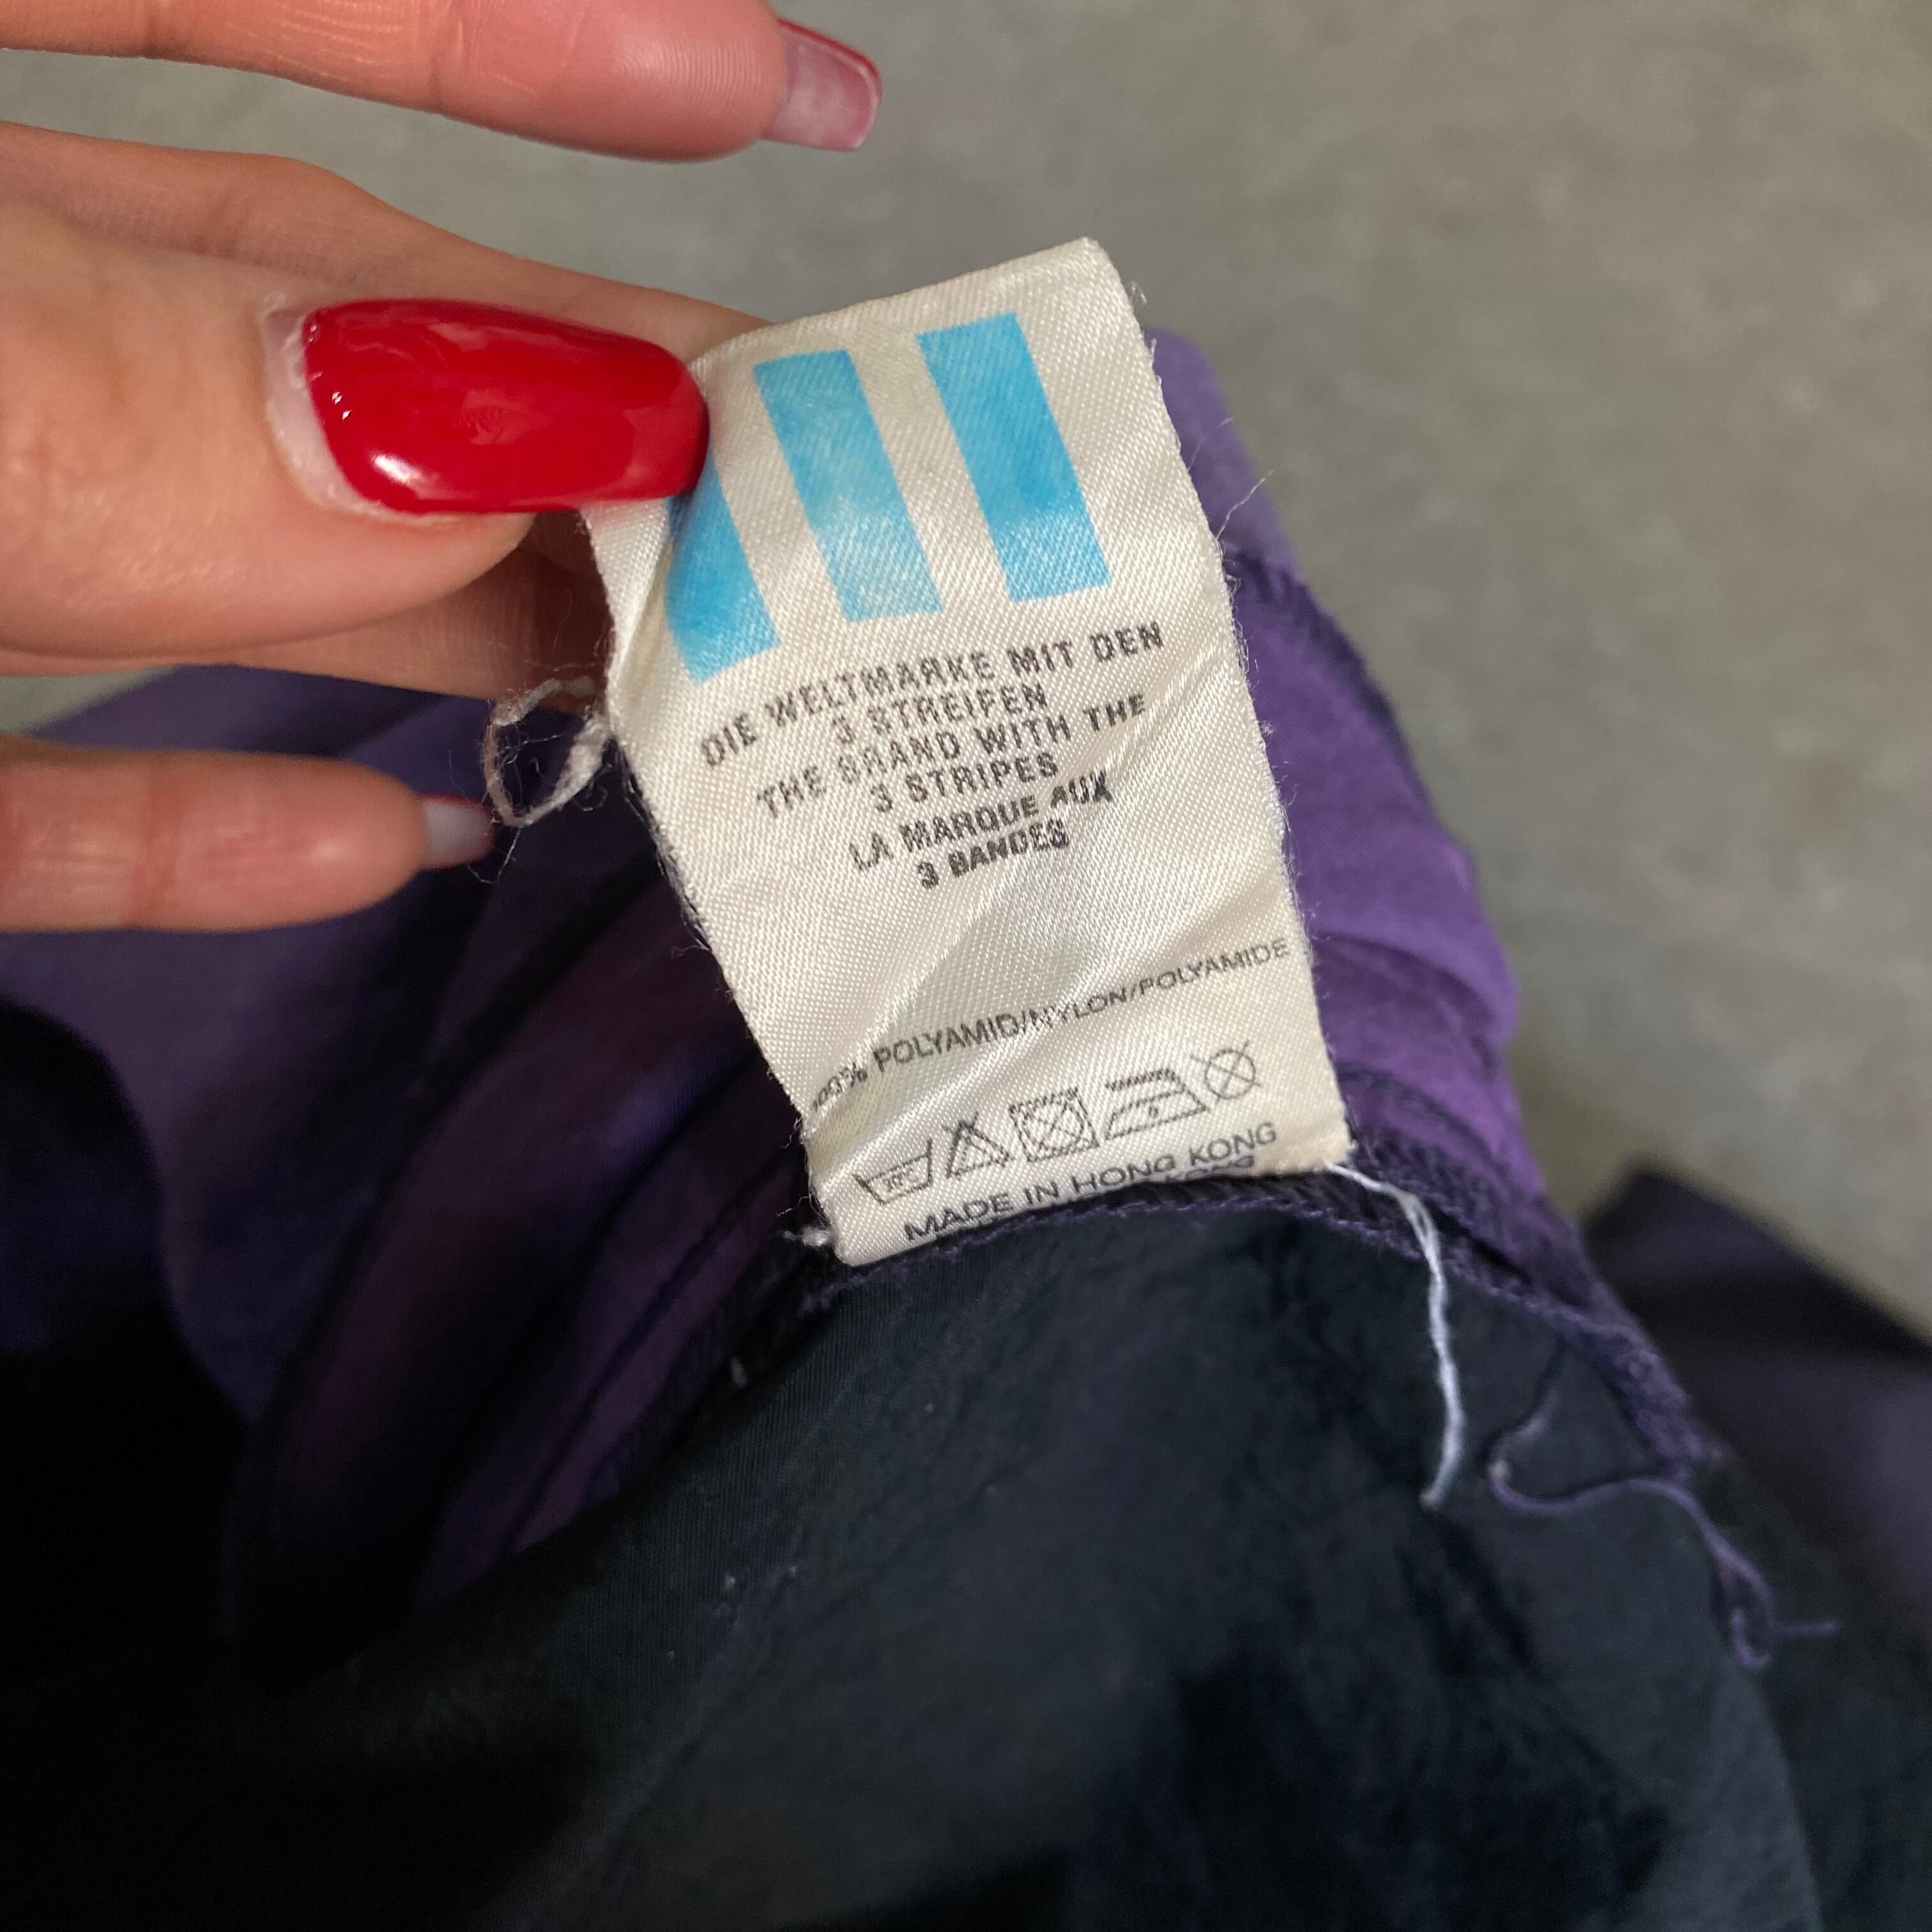 DIE WELTMARKE MIT DEN
3 STREIFEN
THE BRAND WITH THE
3 STRIPES
LA MARQUE AUX
3 BANDES
100% POLYAMID/NYLON/POLYAMIDE
MADE IN HONG KONG